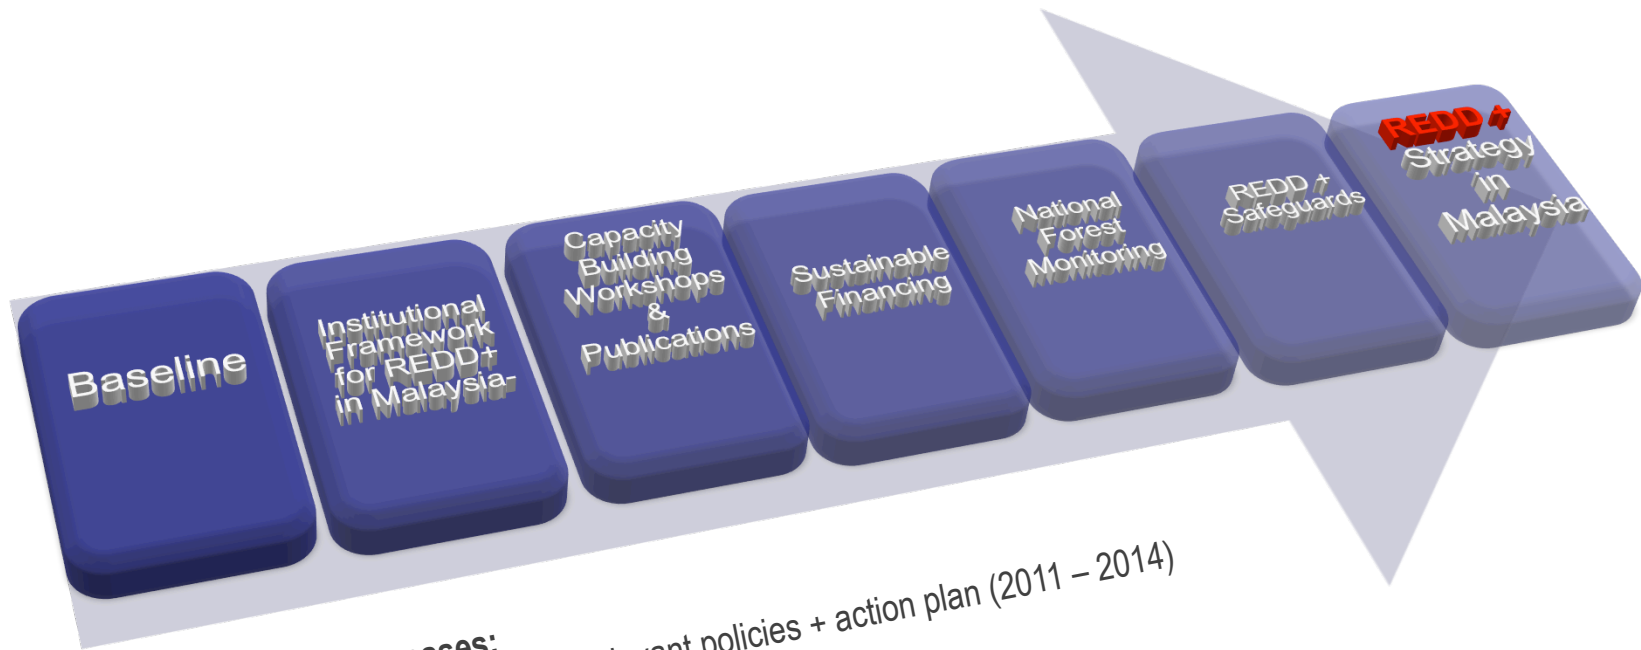 Baseline
Institutional
Framework
for REDD+
in Malaysia-
Capacity
Building
Workshops
&
Publications
Sustainable
Financing
National
Forest
Monitoring
REDD +
Safeguards
REDD +
Strategy
in
Malaysia
policies + action plan (2011 – 2014)